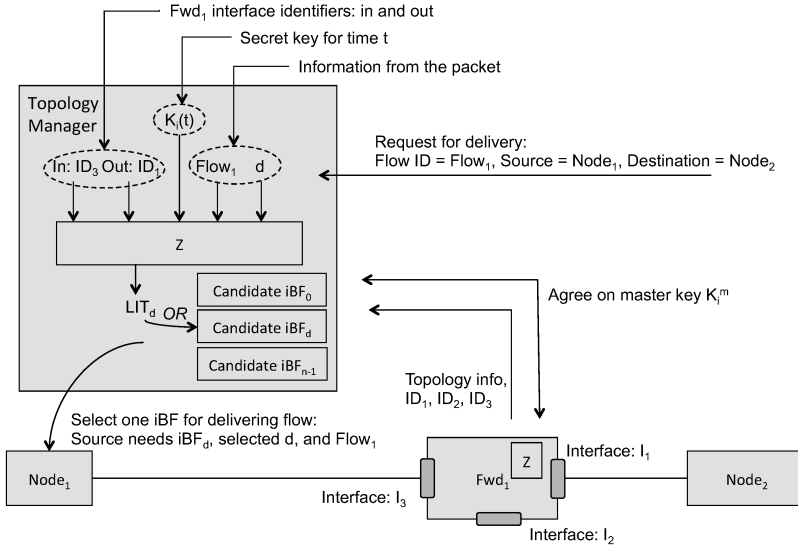 Fwd1 interface identifiers: in and out
Secret key for time t
Information from the packet
Topology
Manager
Ki(t)
In: ID3 Out: ID1
Flow1 d
Request for delivery:
Flow ID = Flow1, Source = Node1, Destination = Node2
Z
LITd OR
Candidate iBF0
Candidate iBFd
Candidate iBFn-1
Agree on master key Kim
Topology info,
ID1, ID2, ID3
Select one iBF for delivering flow:
Source needs iBFd, selected d, and Flow1
Node1
Interface: I3
Fwd1
Z
Interface: I1
Interface: I2
Node2